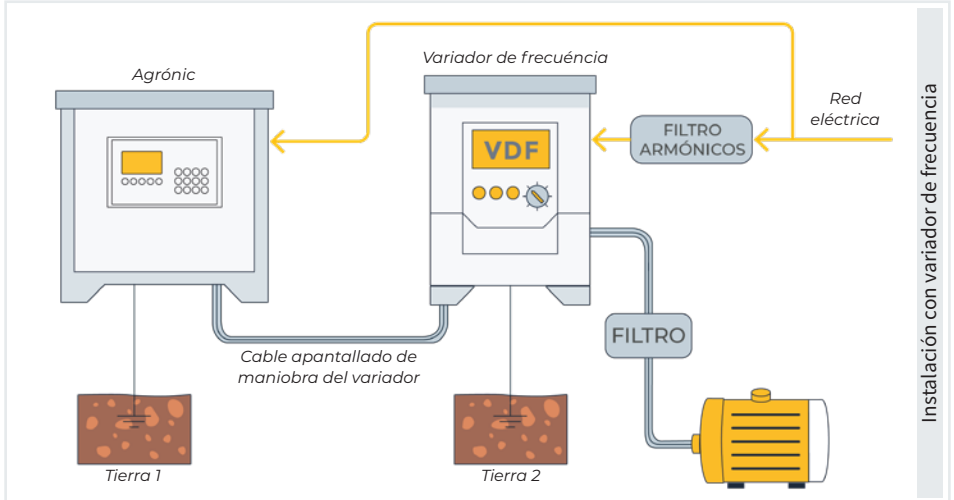 Variador de frecuéncia
Agrónic
Red
eléctrica
FILTRO
ARMÓNICOS
VDF
FILTRO
Cable apantallado de
maniobra del variador
Tierra 1
Tierra 2
Instalación con variador de frecuencia